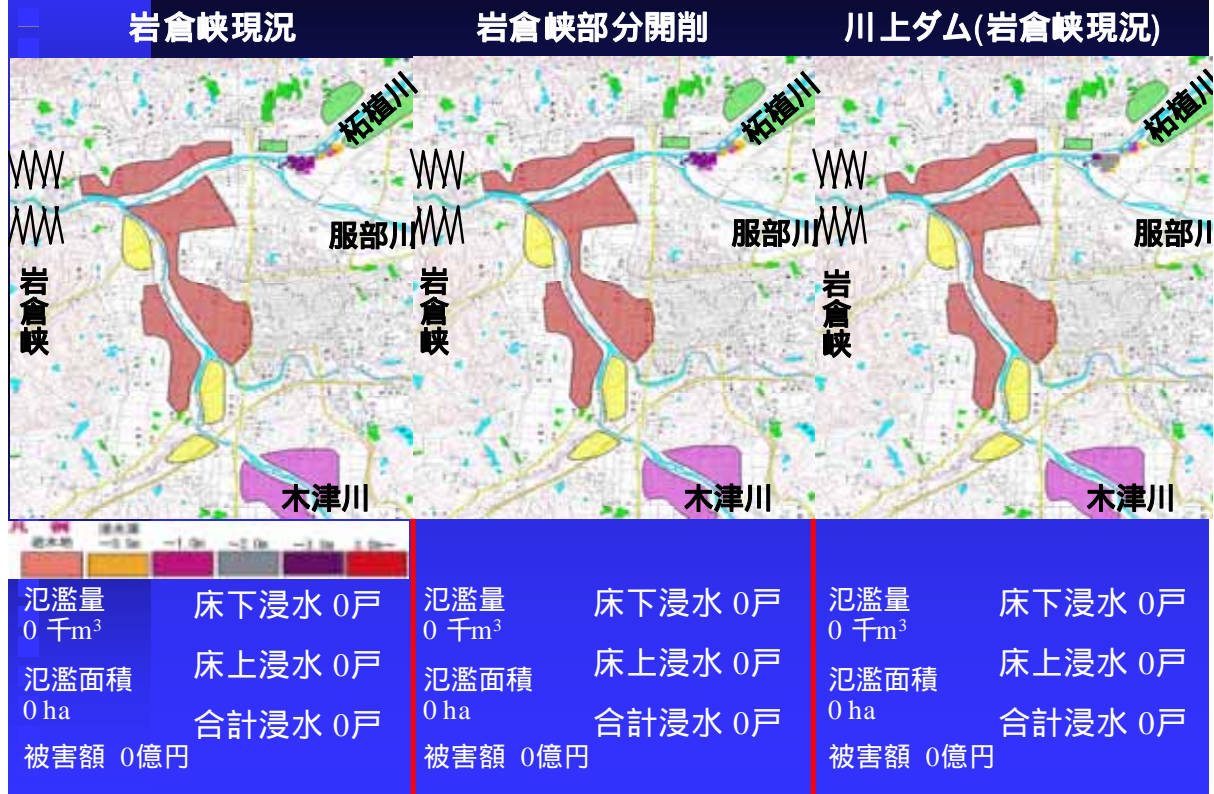 岩倉峡現況
岩倉峡部分開削
川上ダム(岩倉峡現況)
柘植川
服部川
岩倉峡
木津川
柘植川
服部川
岩倉峡
木津川
柘植川
服部川
岩倉峡
木津川
凡 例
氾濫量
0 千m³
氾濫面積
0 ha
被害額 0億円
床下浸水 0戸
床上浸水 0戸
合計浸水 0戸
氾濫量
0 千m³
氾濫面積
0 ha
被害額 0億円
床下浸水 0戸
床上浸水 0戸
合計浸水 0戸
氾濫量
0 千m³
氾濫面積
0 ha
被害額 0億円
床下浸水 0戸
床上浸水 0戸
合計浸水 0戸